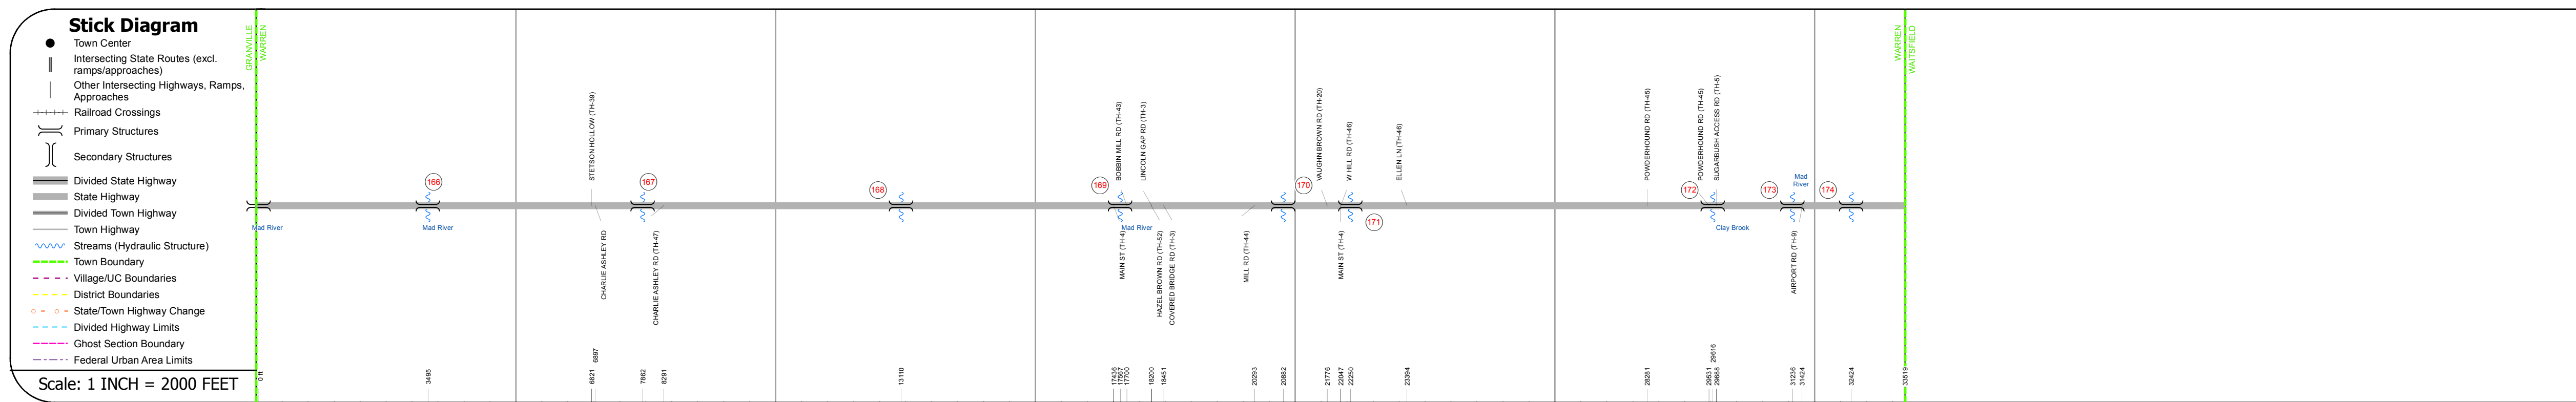 Stick Diagram
Town Center
Intersecting State Routes (excl.
ramps/approaches)
Other Intersecting Highways, Ramps,
Approaches
Railroad Crossings
Primary Structures
Secondary Structures
Divided State Highway
State Highway
Divided Town Highway
Town Highway
Streams (Hydraulic Structure)
Town Boundary
Village/UC Boundaries
District Boundaries
State/Town Highway Change
Divided Highway Limits
Ghost Section Boundary
Federal Urban Area Limits
Scale: 1 INCH = 2000 FEET
GRANVILLE
WARREN
Mad River
166
Mad River
STETSON HOLLOW (TH-39)
CHARLIE ASHLEY RD
167
CHARLIE ASHLEY RD (TH-47)
168
169
BOBBIN MILL RD (TH-43)
MAIN ST (TH-4)
Mad River
LINCOLN GAP RD (TH-3)
HAZEL BROWN RD (TH-52)
COVERED BRIDGE RD (TH-3)
MILL RD (TH-44)
170
VAUGHN BROWN RD (TH-20)
MAIN ST (TH-4)
W HILL RD (TH-46)
171
ELLEN LN (TH-46)
POWDERHOUND RD (TH-45)
172
POWDERHOUND RD (TH-45)
SUGARBUSH ACCESS RD (TH-5)
Clay Brook
173
Mad
River
AIRPORT RD (TH-9)
174
WARREN
WAITSFIELD
0 ft
3495
6821
6897
7862
8291
13110
17436
17567
17700
18200
18451
20293
20882
21776
22047
22250
23394
28281
29531
29616
29688
31236
31424
32424
33519